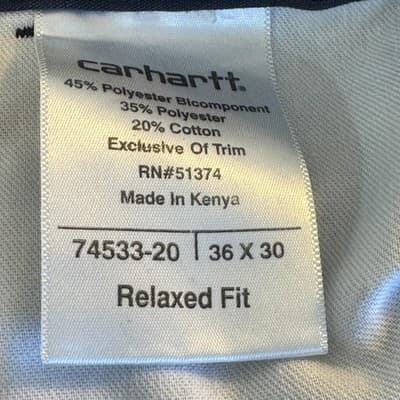 carhartt.
45% Polyester Bicomponent
35% Polyester
20% Cotton
Exclusive Of Trim
RN#51374
Made In Kenya
74533-20 | 36 X 30
Relaxed Fit